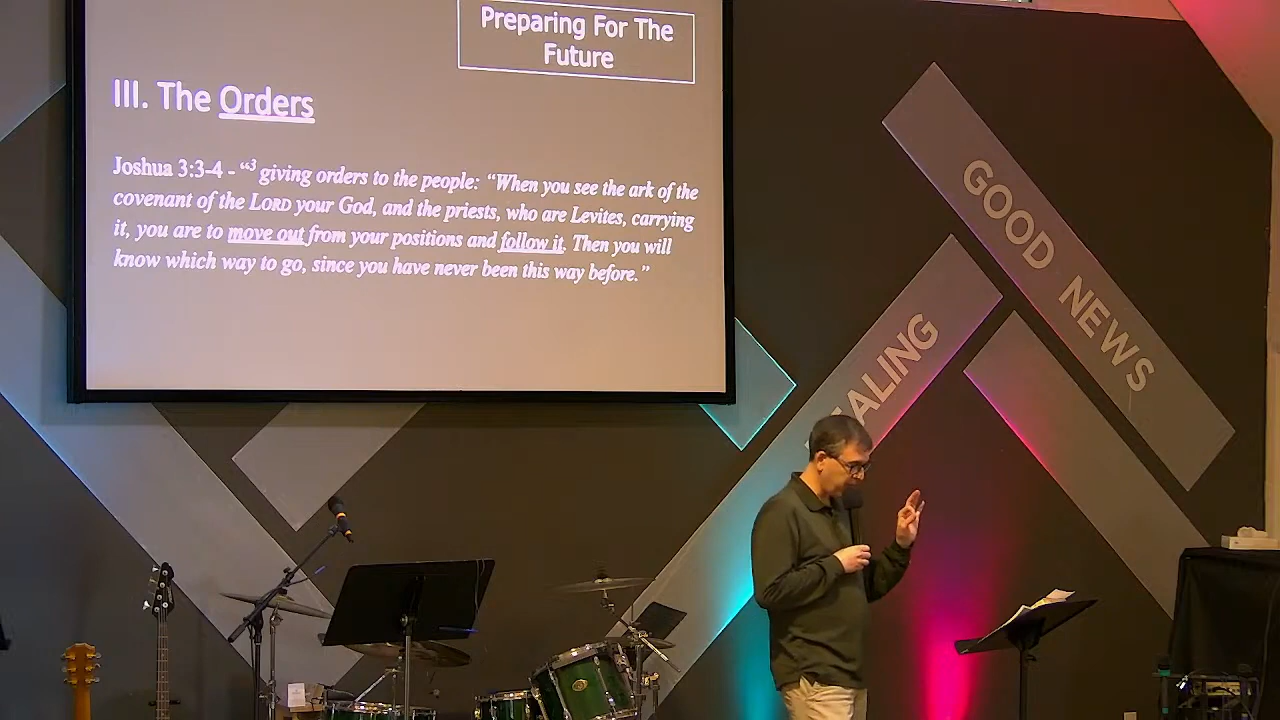 Preparing For The
Future
III. The Orders
Joshua 3:3-4 - “3 giving orders to the people: “When you see the ark of the
covenant of the LORD your God, and the priests, who are Levites, carrying
it, you are to move out from your positions and follow it. Then you will
know which way to go, since you have never been this way before.”
GOOD NEWS
EALING